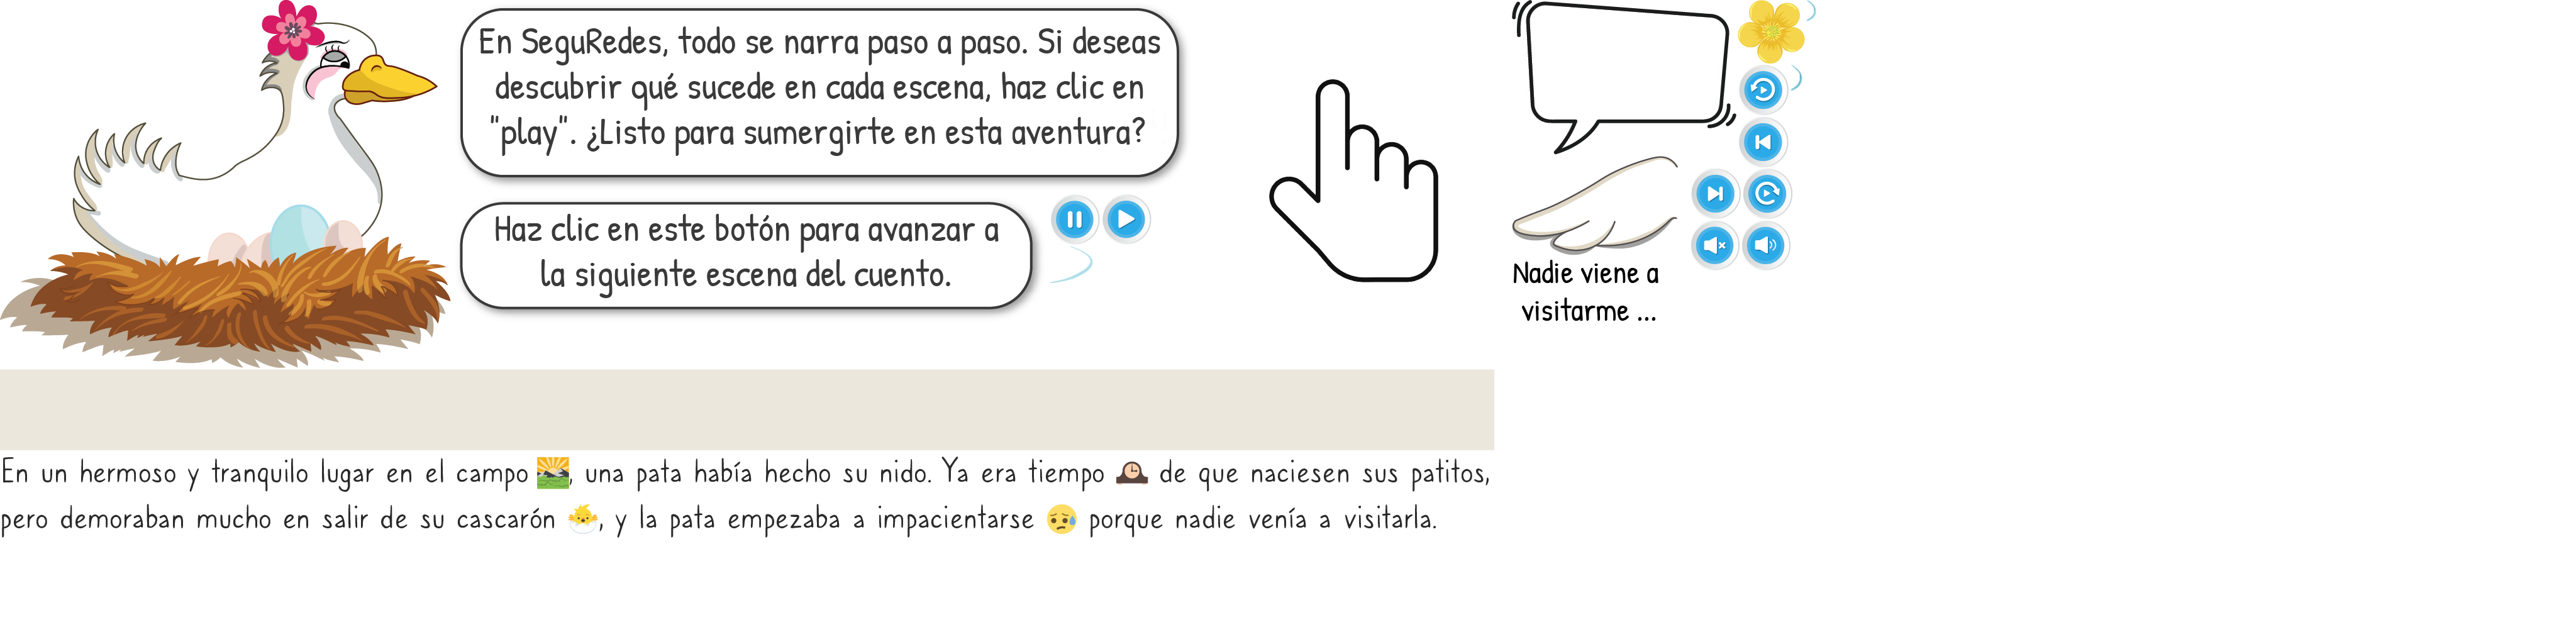 En SeguRedes, todo se narra paso a paso. Si deseas
descubrir qué sucede en cada escena, haz clic en
"play". ¿Listo para sumergirte en esta aventura?
Haz clic en este botón para avanzar a
la siguiente escena del cuento.
Nadie viene a
visitarme ...
En un hermoso y tranquilo lugar en el campo 🌄, una pata había hecho su nido. Ya era tiempo 🕰️ de que naciesen sus patitos,
pero demoraban mucho en salir de su cascarón 🐣, y la pata empezaba a impacientarse 😥 porque nadie venía a visitarla.